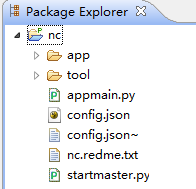 Package Explorer
nc
app
tool
appmain.py
config.json
config.json~
nc.redme.txt
startmaster.py